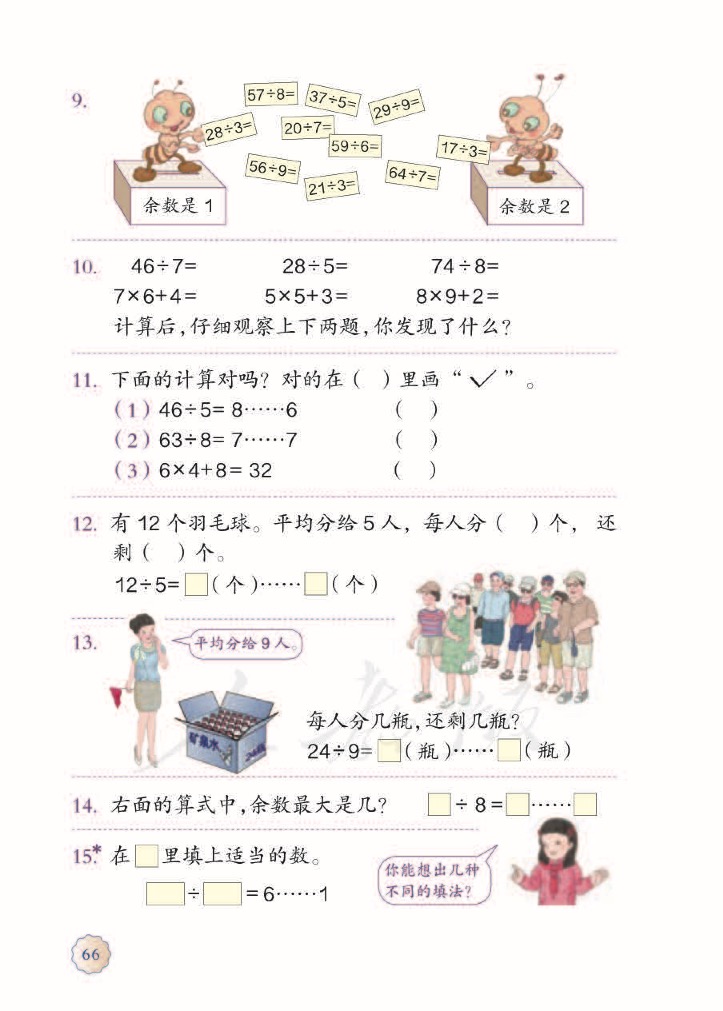 9.
57÷8=
37÷5=
29÷9=
28÷3=
20÷7=
59÷6=
17÷3=
56÷9=
21÷3=
64÷7=
余数是 1
余数是 2
10. 46÷7= 28÷5= 74÷8=
7×6+4= 5×5+3= 8×9+2=
计算后,仔细观察上下两题,你发现了什么?
11. 下面的计算对吗? 对的在( )里画“✓”。
(1) 46÷5= 8……6 ( )
(2) 63÷8= 7……7 ( )
(3) 6×4+8= 32 ( )
12. 有 12 个羽毛球。平均分给 5 人, 每人分( )个, 还
剩( )个。
12÷5= □(个)……□(个)
13.
平均分给 9 人。
矿泉水
24瓶
每人分几瓶,还剩几瓶?
24÷9= □(瓶)……□(瓶)
14. 右面的算式中,余数最大是几? □÷8=□……□
15.* 在□里填上适当的数。
□÷□= 6……1
你能想出几种
不同的填法?
66